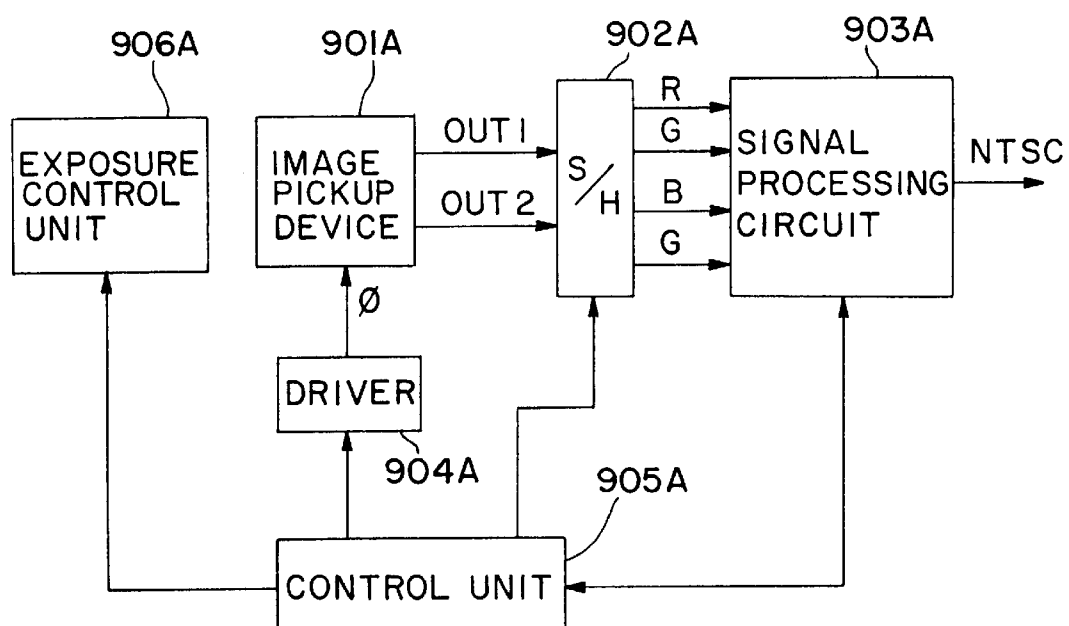 906A
901A
902A
903A
EXPOSURE
CONTROL
UNIT
IMAGE
PICKUP
DEVICE
OUT 1
OUT 2
S/H
R
G
B
G
SIGNAL
PROCESSING
CIRCUIT
NTSC
Ø
DRIVER
904A
905A
CONTROL UNIT